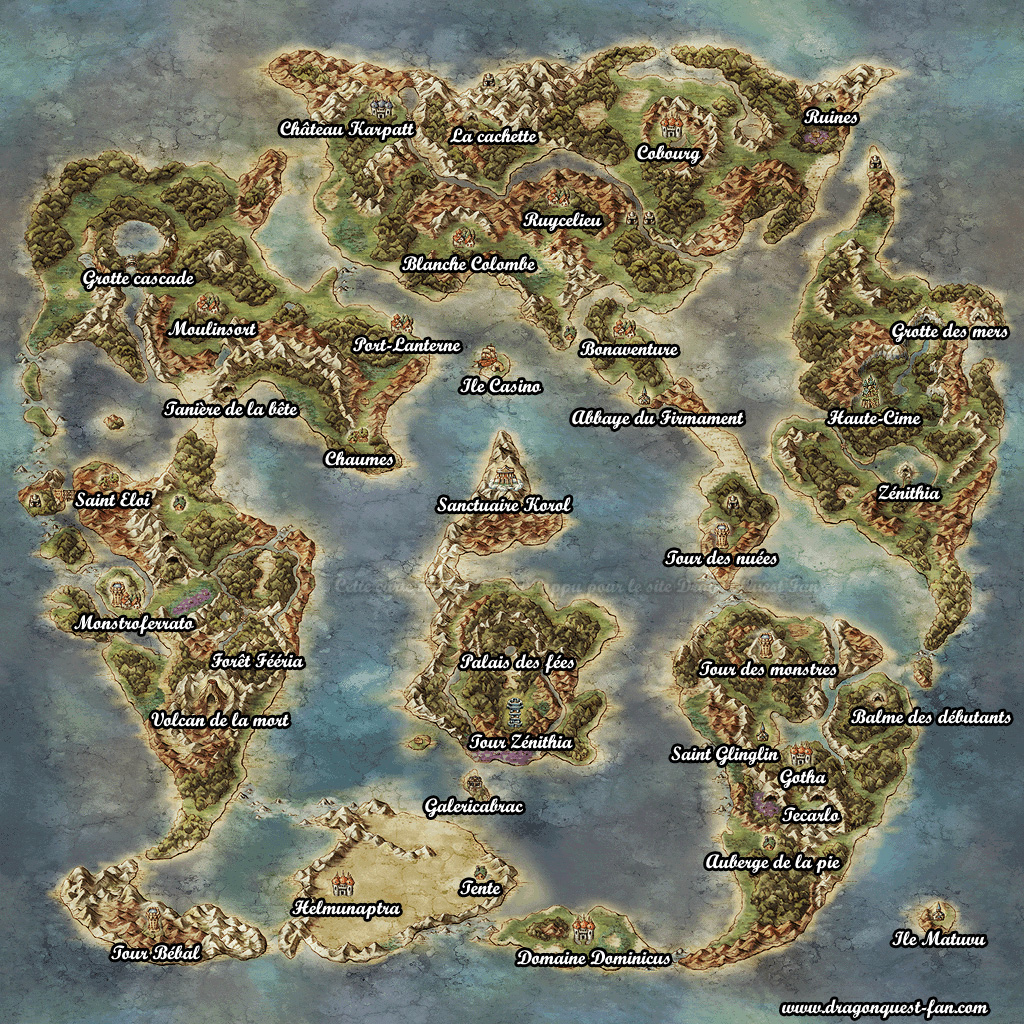 Ruines
Château Karpatt
La cachette
Cobourg
Ruycelieu
Blanche Colombe
Grotte cascade
Moulinsort
Port-Lanterne
Bonaventure
Grotte des mers
Ile Casino
Tanière de la bête
Abbaye du Firmament
Haute-Cime
Chaumes
Saint Eloi
Sanctuaire Korol
Zénithia
Tour des nuées
pour le site Dragon Quest Fan
Monstroferrato
Forêt Fééria
Palais des fées
Tour des monstres
Volcan de la mort
Balme des débutants
Tour Zénithia
Saint Glinglin
Gotha
Galericabrac
Tecarlo
Auberge de la pie
Helmunaptra
Tente
Tour Bébal
Domaine Dominicus
Ile Matuvu
www.dragonquest-fan.com